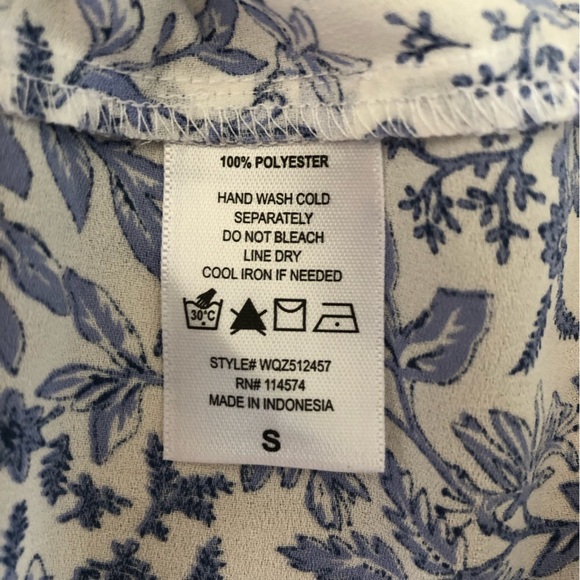 100% POLYESTER
HAND WASH COLD
SEPARATELY
DO NOT BLEACH
LINE DRY
COOL IRON IF NEEDED
30°C
STYLE# WQZ512457
RN# 114574
MADE IN INDONESIA
S